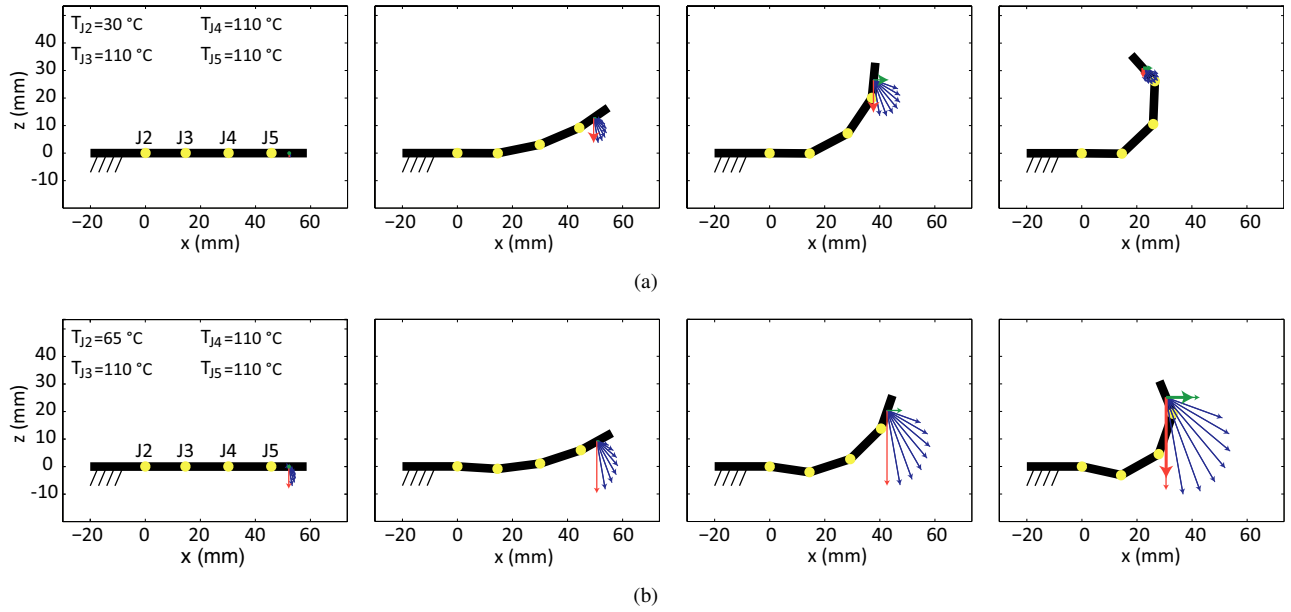 T_J2=30 °C T_J4=110 °C
T_J3=110 °C T_J5=110 °C
z (mm)
50
40
30
20
10
0
-10
J2 J3 J4 J5
−20 0 20 40 60
−20 0 20 40 60
−20 0 20 40 60
−20 0 20 40 60
x (mm)
x (mm)
x (mm)
x (mm)
(a)
T_J2=65 °C T_J4=110 °C
T_J3=110 °C T_J5=110 °C
z (mm)
40
30
20
10
0
-10
J2 J3 J4 J5
−20 0 20 40 60
−20 0 20 40 60
−20 0 20 40 60
−20 0 20 40 60
x (mm)
x (mm)
x (mm)
x (mm)
(b)